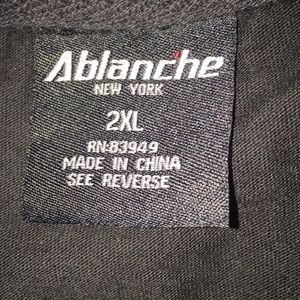 Ablanche
NEW YORK
2XL
RN:83949
MADE IN CHINA
SEE REVERSE